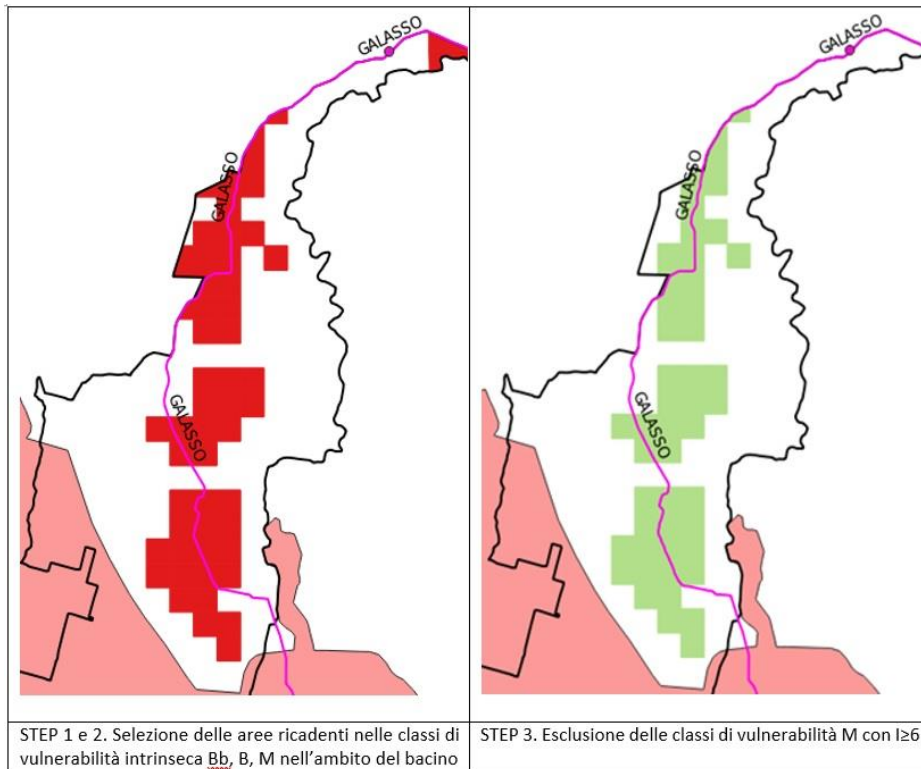 GALASSO
GALASSO
GALASSO
GALASSO
GALASSO
GALASSO
STEP 1 e 2. Selezione delle aree ricadenti nelle classi di
vulnerabilità intrinseca Bb, B, M nell’ambito del bacino
STEP 3. Esclusione delle classi di vulnerabilità M con I≥6